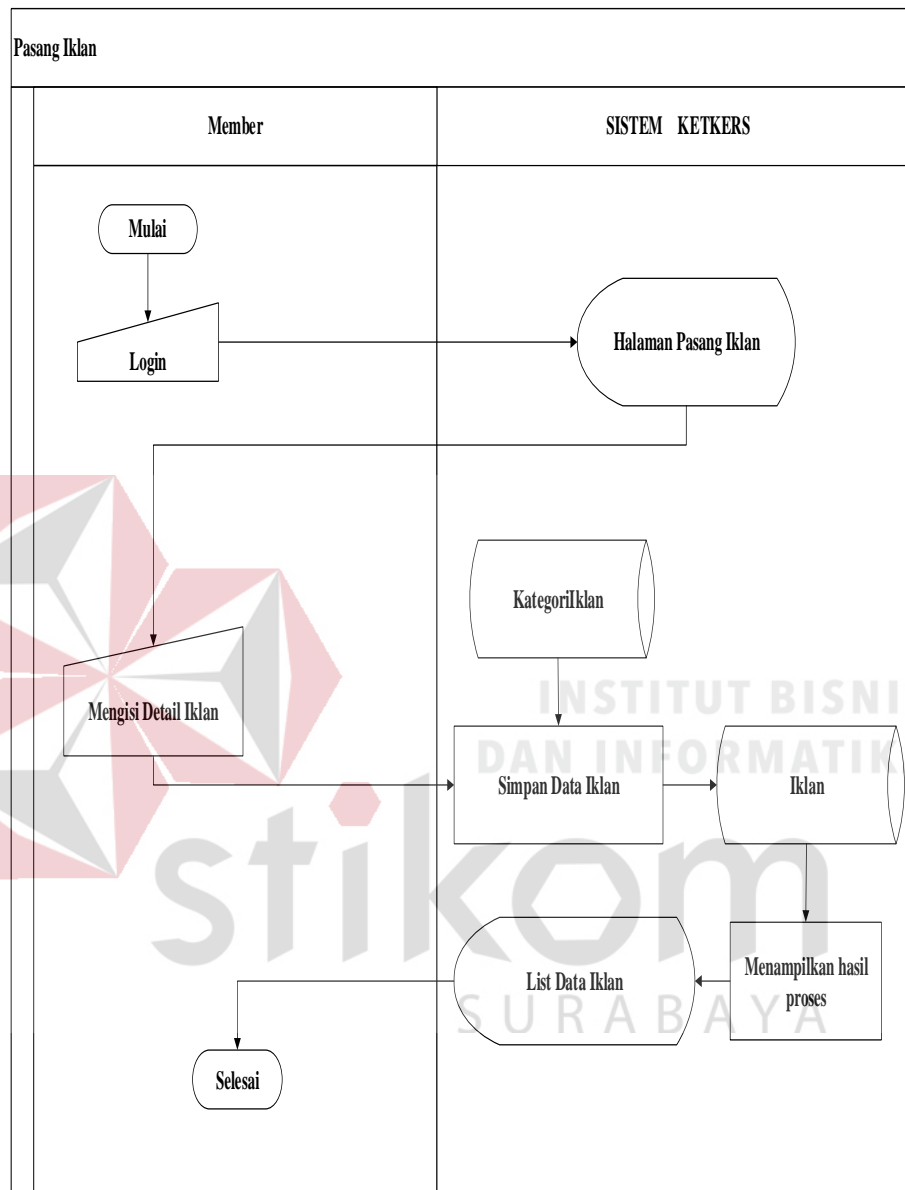 Pasang Iklan
Member
SISTEM KETKERS
Mulai
Login
Halaman Pasang Iklan
KategoriIklan
Mengisi Detail Iklan
INSTITUT BISNI
DAN INFORMATIK
Simpan Data Iklan
Iklan
stikom
SURABAYA
Menampilkan hasil
proses
List Data Iklan
Selesai